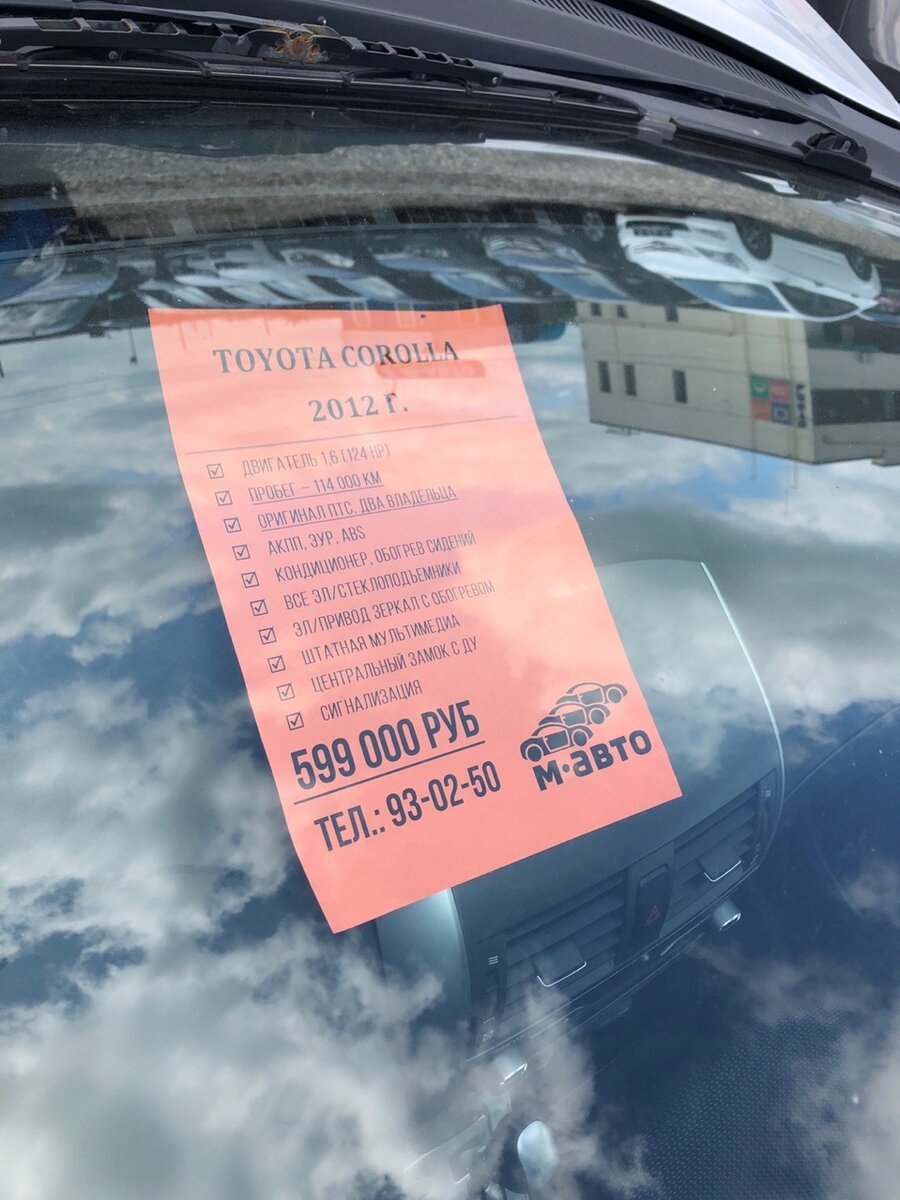 TOYOTA COROLLA
2012 Г.
ДВИГАТЕЛЬ 1,6 (124 HP)
ПРОБЕГ – 114 000 КМ
ОРИГИНАЛ ПТС, ДВА ВЛАДЕЛЬЦА
АКПП, ЭУР, ABS
КОНДИЦИОНЕР, ОБОГРЕВ СИДЕНИЙ
ВСЕ ЭЛ/СТЕКЛОПОДЪЕМНИКИ
ЭЛ/ПРИВОД ЗЕРКАЛ С ОБОГРЕВОМ
ШТАТНАЯ МУЛЬТИМЕДИА
ЦЕНТРАЛЬНЫЙ ЗАМОК С ДУ
СИГНАЛИЗАЦИЯ
599 000 РУБ
ТЕЛ.: 93-02-50
М·АВТО